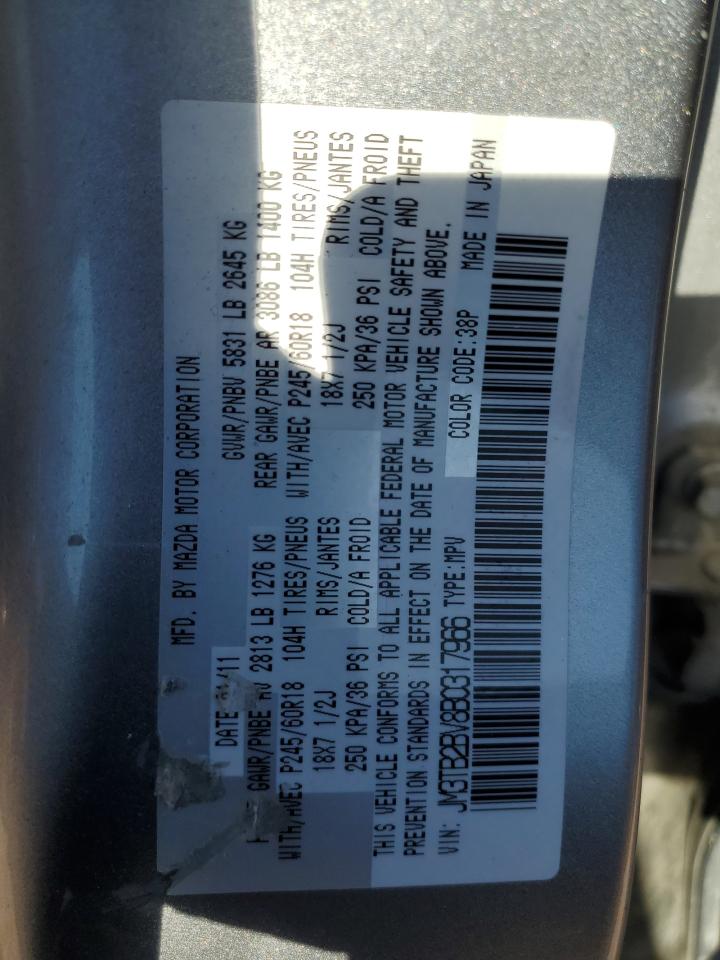 MFD. BY MAZDA MOTOR CORPORATION
DATE /11 GVWR/PNBV 5831 LB 2645 KG
GAWR/PNBE 2813 LB 1276 KG REAR GAWR/PNBE AR 3086 LB 1400 KG
WITH/AVEC P245/60R18 104H TIRES/PNEUS WITH/AVEC P245/60R18 104H TIRES/PNEUS
18X7 1/2J RIMS/JANTES 18X7 1/2J RIMS/JANTES
250 KPA/36 PSI COLD/A FROID 250 KPA/36 PSI COLD/A FROID
THIS VEHICLE CONFORMS TO ALL APPLICABLE FEDERAL MOTOR VEHICLE SAFETY AND THEFT
PREVENTION STANDARDS IN EFFECT ON THE DATE OF MANUFACTURE SHOWN ABOVE.
VIN: JM3TB2BV8B0317966 TYPE:MPV COLOR CODE:38P MADE IN JAPAN